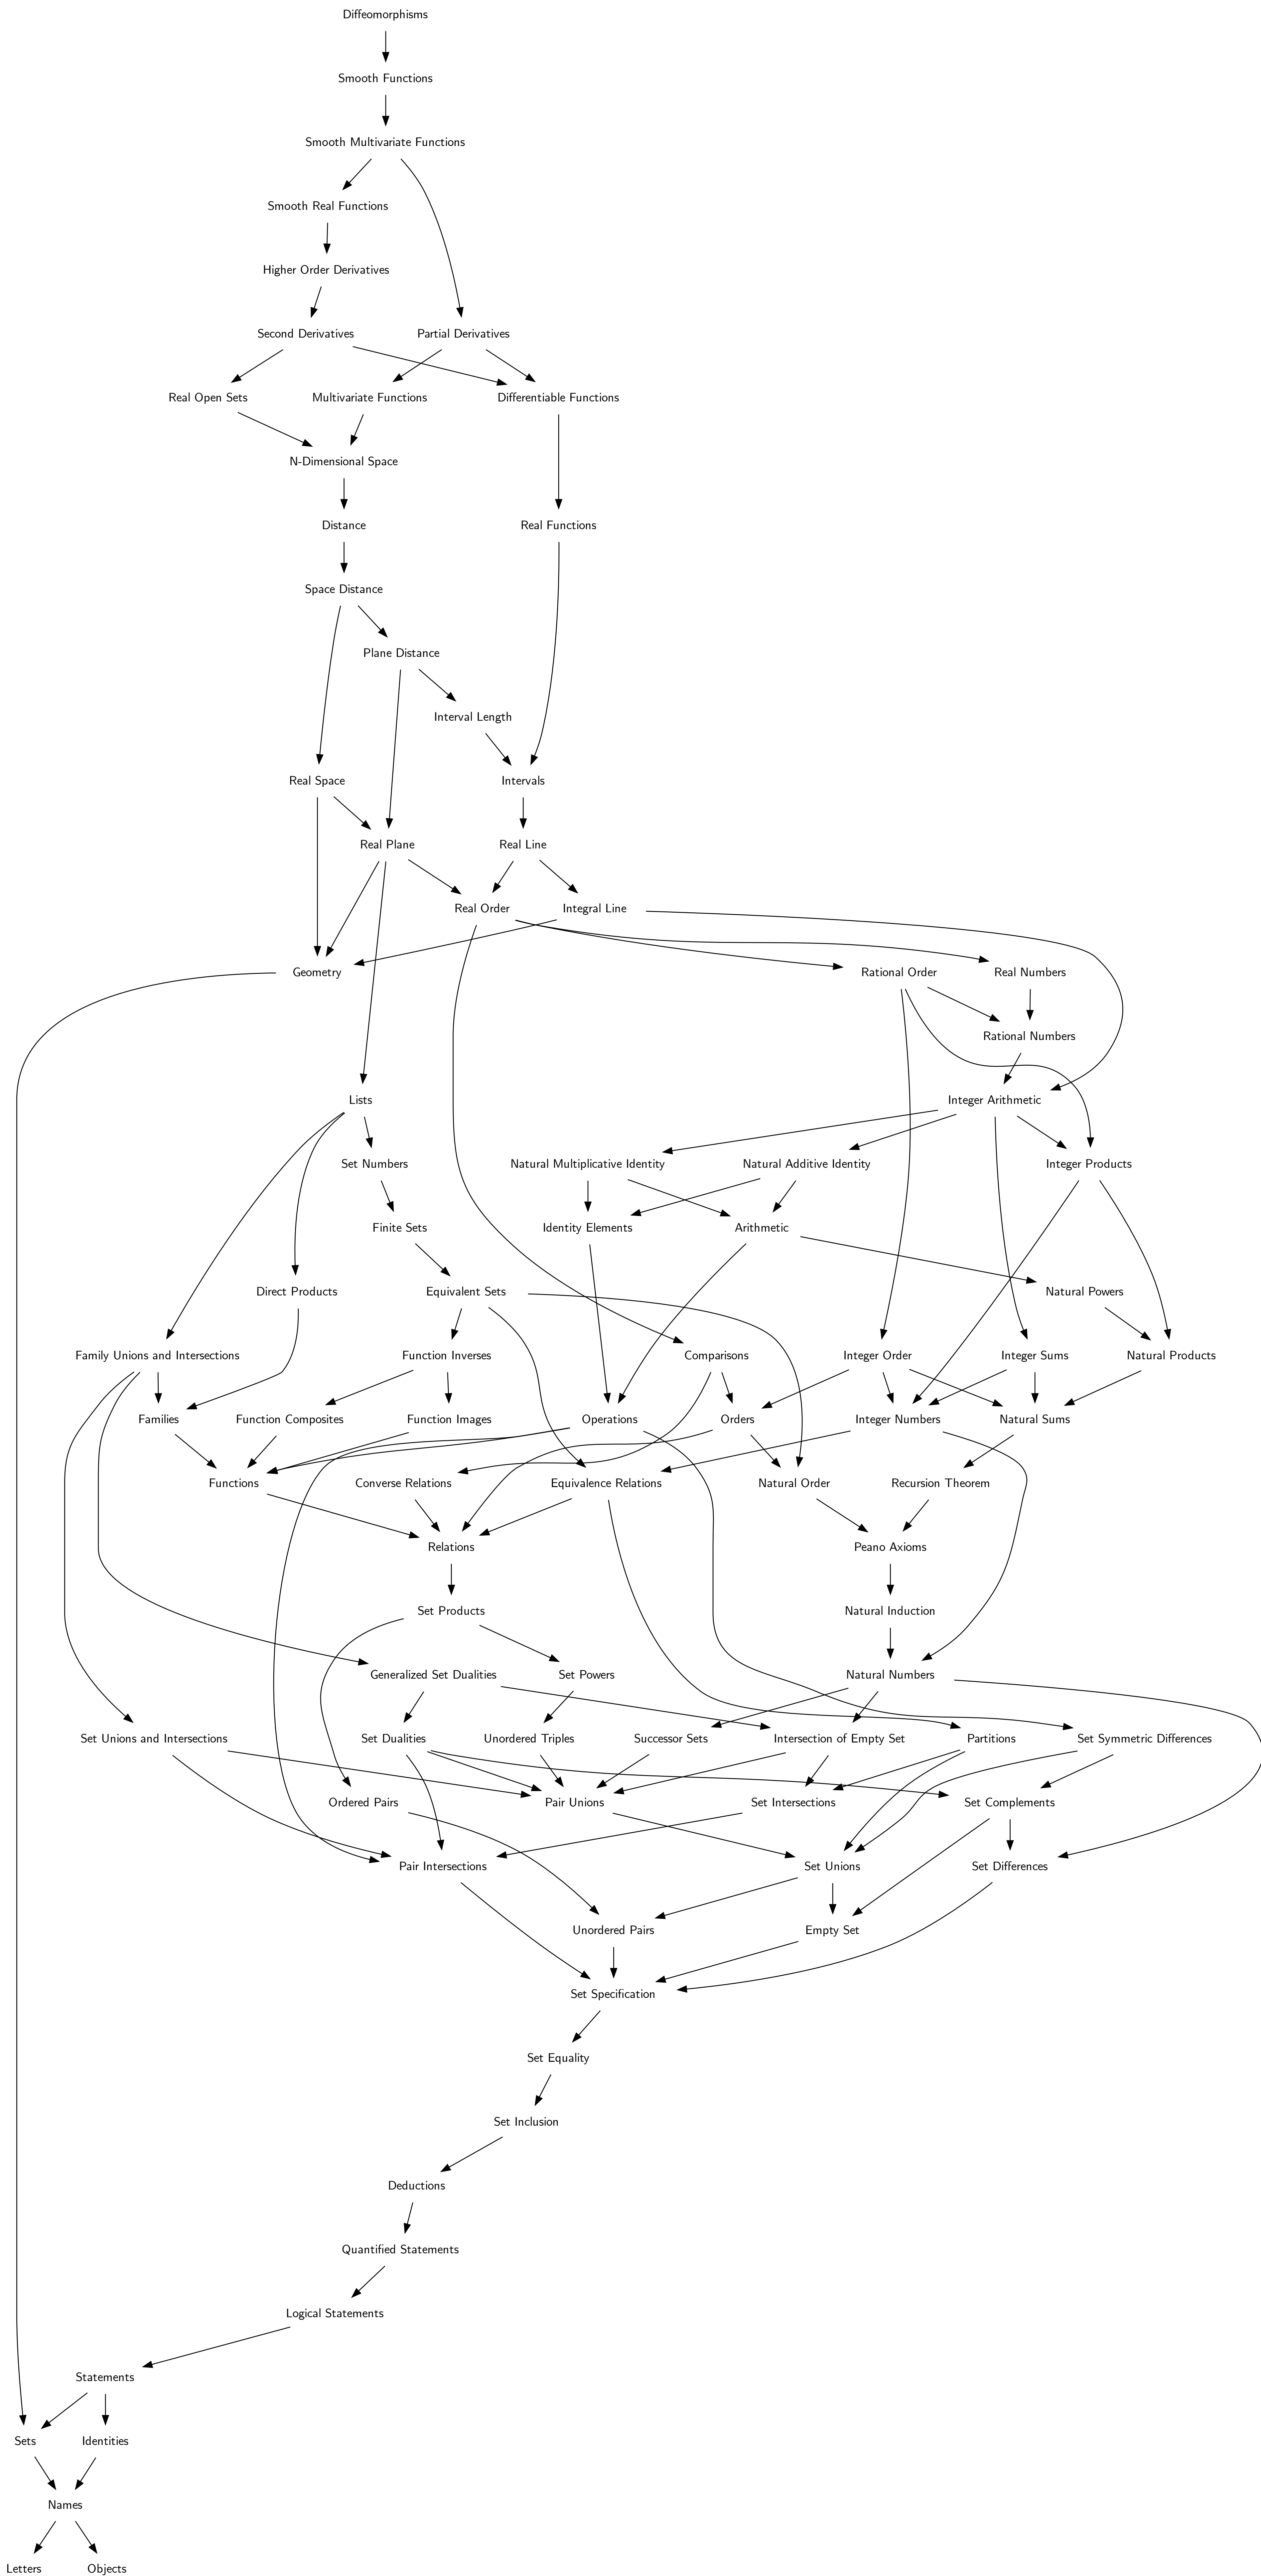 Diffeomorphisms
Smooth Functions
Smooth Multivariate Functions
Smooth Real Functions
Higher Order Derivatives
Second Derivatives
Partial Derivatives
Real Open Sets
Multivariate Functions
Differentiable Functions
N-Dimensional Space
Distance
Real Functions
Space Distance
Plane Distance
Interval Length
Real Space
Intervals
Real Plane
Real Line
Real Order
Integral Line
Geometry
Rational Order
Real Numbers
Rational Numbers
Lists
Integer Arithmetic
Set Numbers
Natural Multiplicative Identity
Natural Additive Identity
Integer Products
Finite Sets
Identity Elements
Arithmetic
Direct Products
Equivalent Sets
Natural Powers
Family Unions and Intersections
Function Inverses
Comparisons
Integer Order
Integer Sums
Natural Products
Families
Function Composites
Function Images
Operations
Orders
Integer Numbers
Natural Sums
Functions
Converse Relations
Equivalence Relations
Natural Order
Recursion Theorem
Relations
Peano Axioms
Set Products
Natural Induction
Generalized Set Dualities
Set Powers
Natural Numbers
Set Unions and Intersections
Set Dualities
Unordered Triples
Successor Sets
Intersection of Empty Set
Partitions
Set Symmetric Differences
Ordered Pairs
Pair Unions
Set Intersections
Set Complements
Pair Intersections
Set Unions
Set Differences
Unordered Pairs
Empty Set
Set Specification
Set Equality
Set Inclusion
Deductions
Quantified Statements
Logical Statements
Statements
Sets
Identities
Names
Letters
Objects